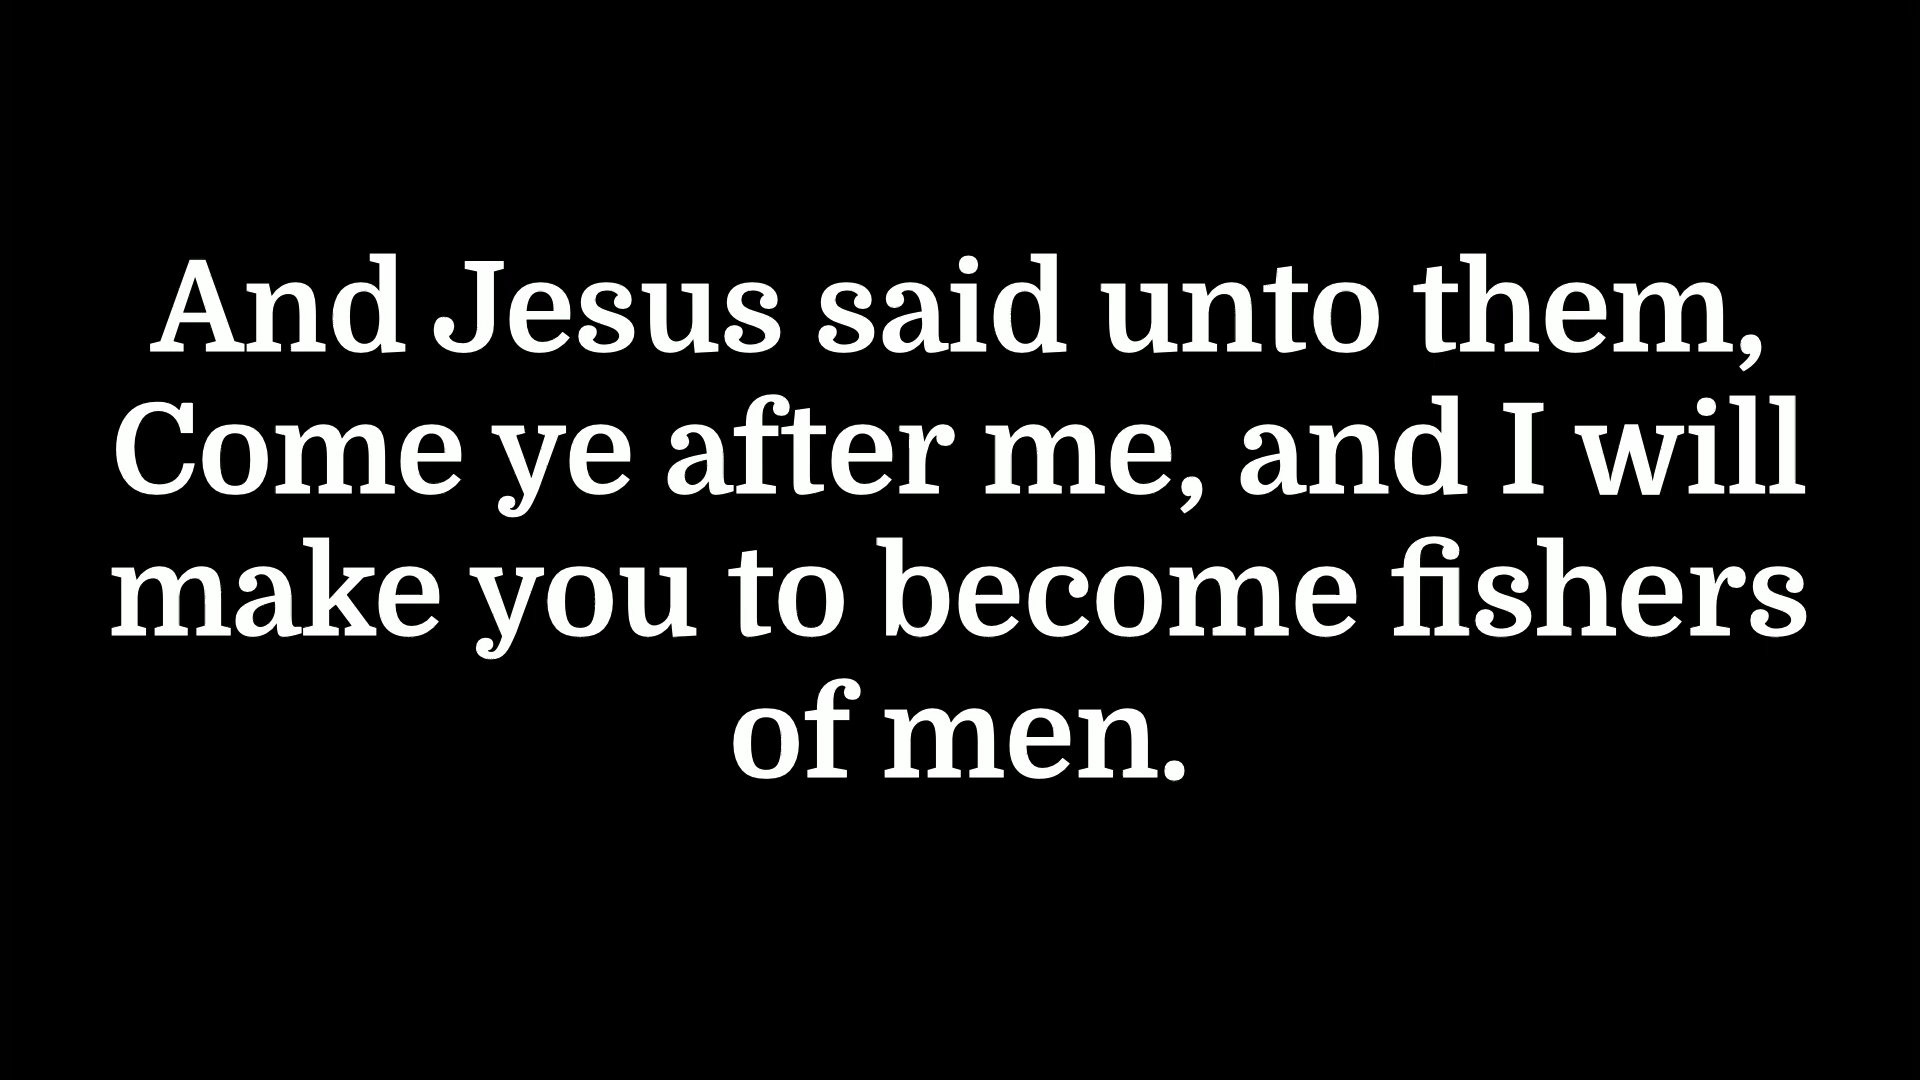 And Jesus said unto them,
Come ye after me, and I will
make you to become fishers
of men.